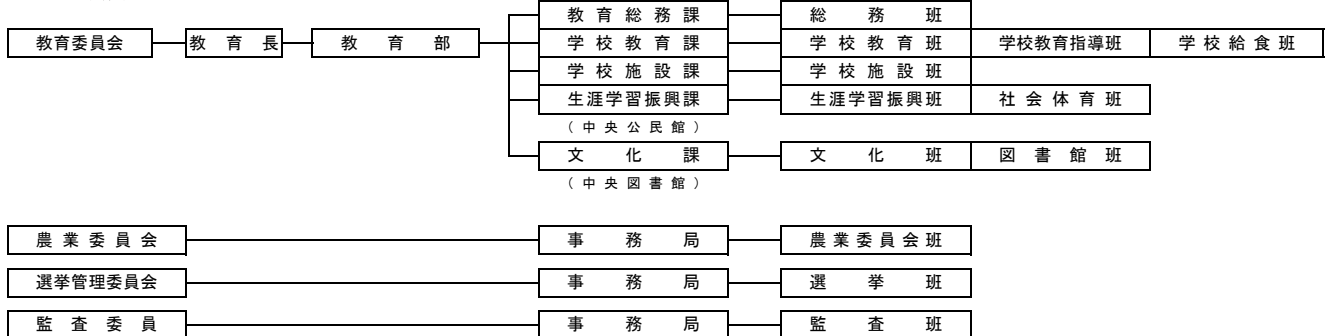 教育総務課 総務班
教育委員会 教育長 教育部 学校教育課 学校教育班 学校教育指導班 学校給食班
学校施設課 学校施設班
生涯学習振興課 生涯学習振興班 社会体育班
(中央公民館)
文化課 文化班 図書館班
(中央図書館)
農業委員会 事務局 農業委員会班
選挙管理委員会 事務局 選挙班
監査委員 事務局 監査班